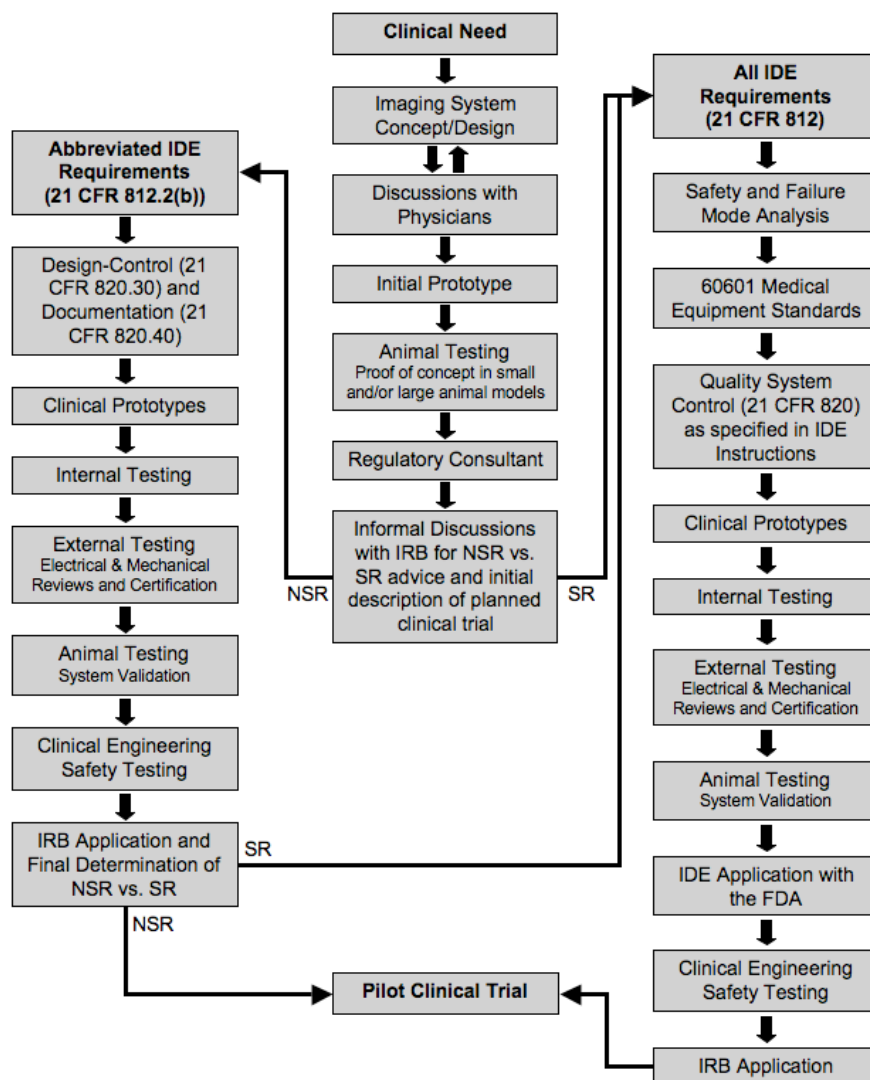 Clinical Need
Imaging System
Concept/Design
Discussions with
Physicians
Initial Prototype
Animal Testing
Proof of concept in small
and/or large animal models
Regulatory Consultant
Informal Discussions
with IRB for NSR vs.
SR advice and initial
description of planned
clinical trial
NSR
SR
Abbreviated IDE
Requirements
(21 CFR 812.2(b))
Design-Control (21
CFR 820.30) and
Documentation (21
CFR 820.40)
Clinical Prototypes
Internal Testing
External Testing
Electrical & Mechanical
Reviews and Certification
Animal Testing
System Validation
Clinical Engineering
Safety Testing
IRB Application and
Final Determination of
NSR vs. SR
SR
NSR
All IDE
Requirements
(21 CFR 812)
Safety and Failure
Mode Analysis
60601 Medical
Equipment Standards
Quality System
Control (21 CFR 820)
as specified in IDE
Instructions
Clinical Prototypes
Internal Testing
External Testing
Electrical & Mechanical
Reviews and Certification
Animal Testing
System Validation
IDE Application with
the FDA
Clinical Engineering
Safety Testing
IRB Application
Pilot Clinical Trial